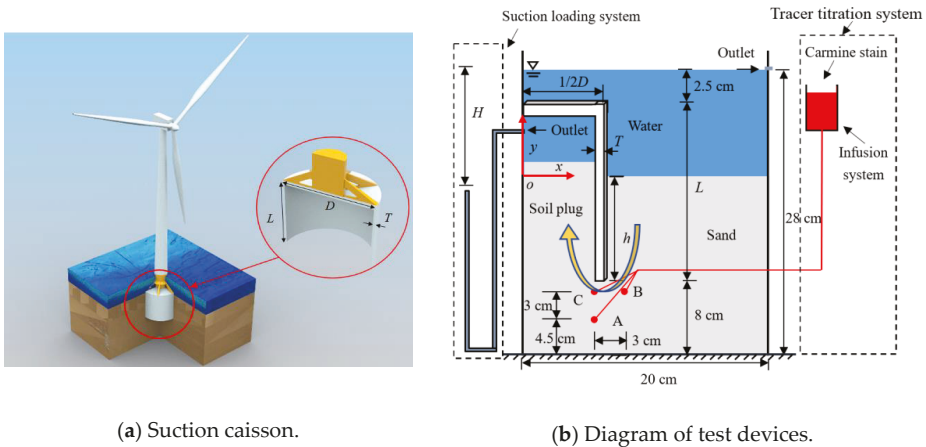 L
D
T
(a) Suction caisson.
Suction loading system
Tracer titration system
Outlet
Carmine stain
1/2D
2.5 cm
H
Water
Outlet
T
y
Infusion
system
x
o
L
28 cm
Soil plug
h
Sand
C
B
3 cm
A
8 cm
4.5 cm
3 cm
20 cm
(b) Diagram of test devices.